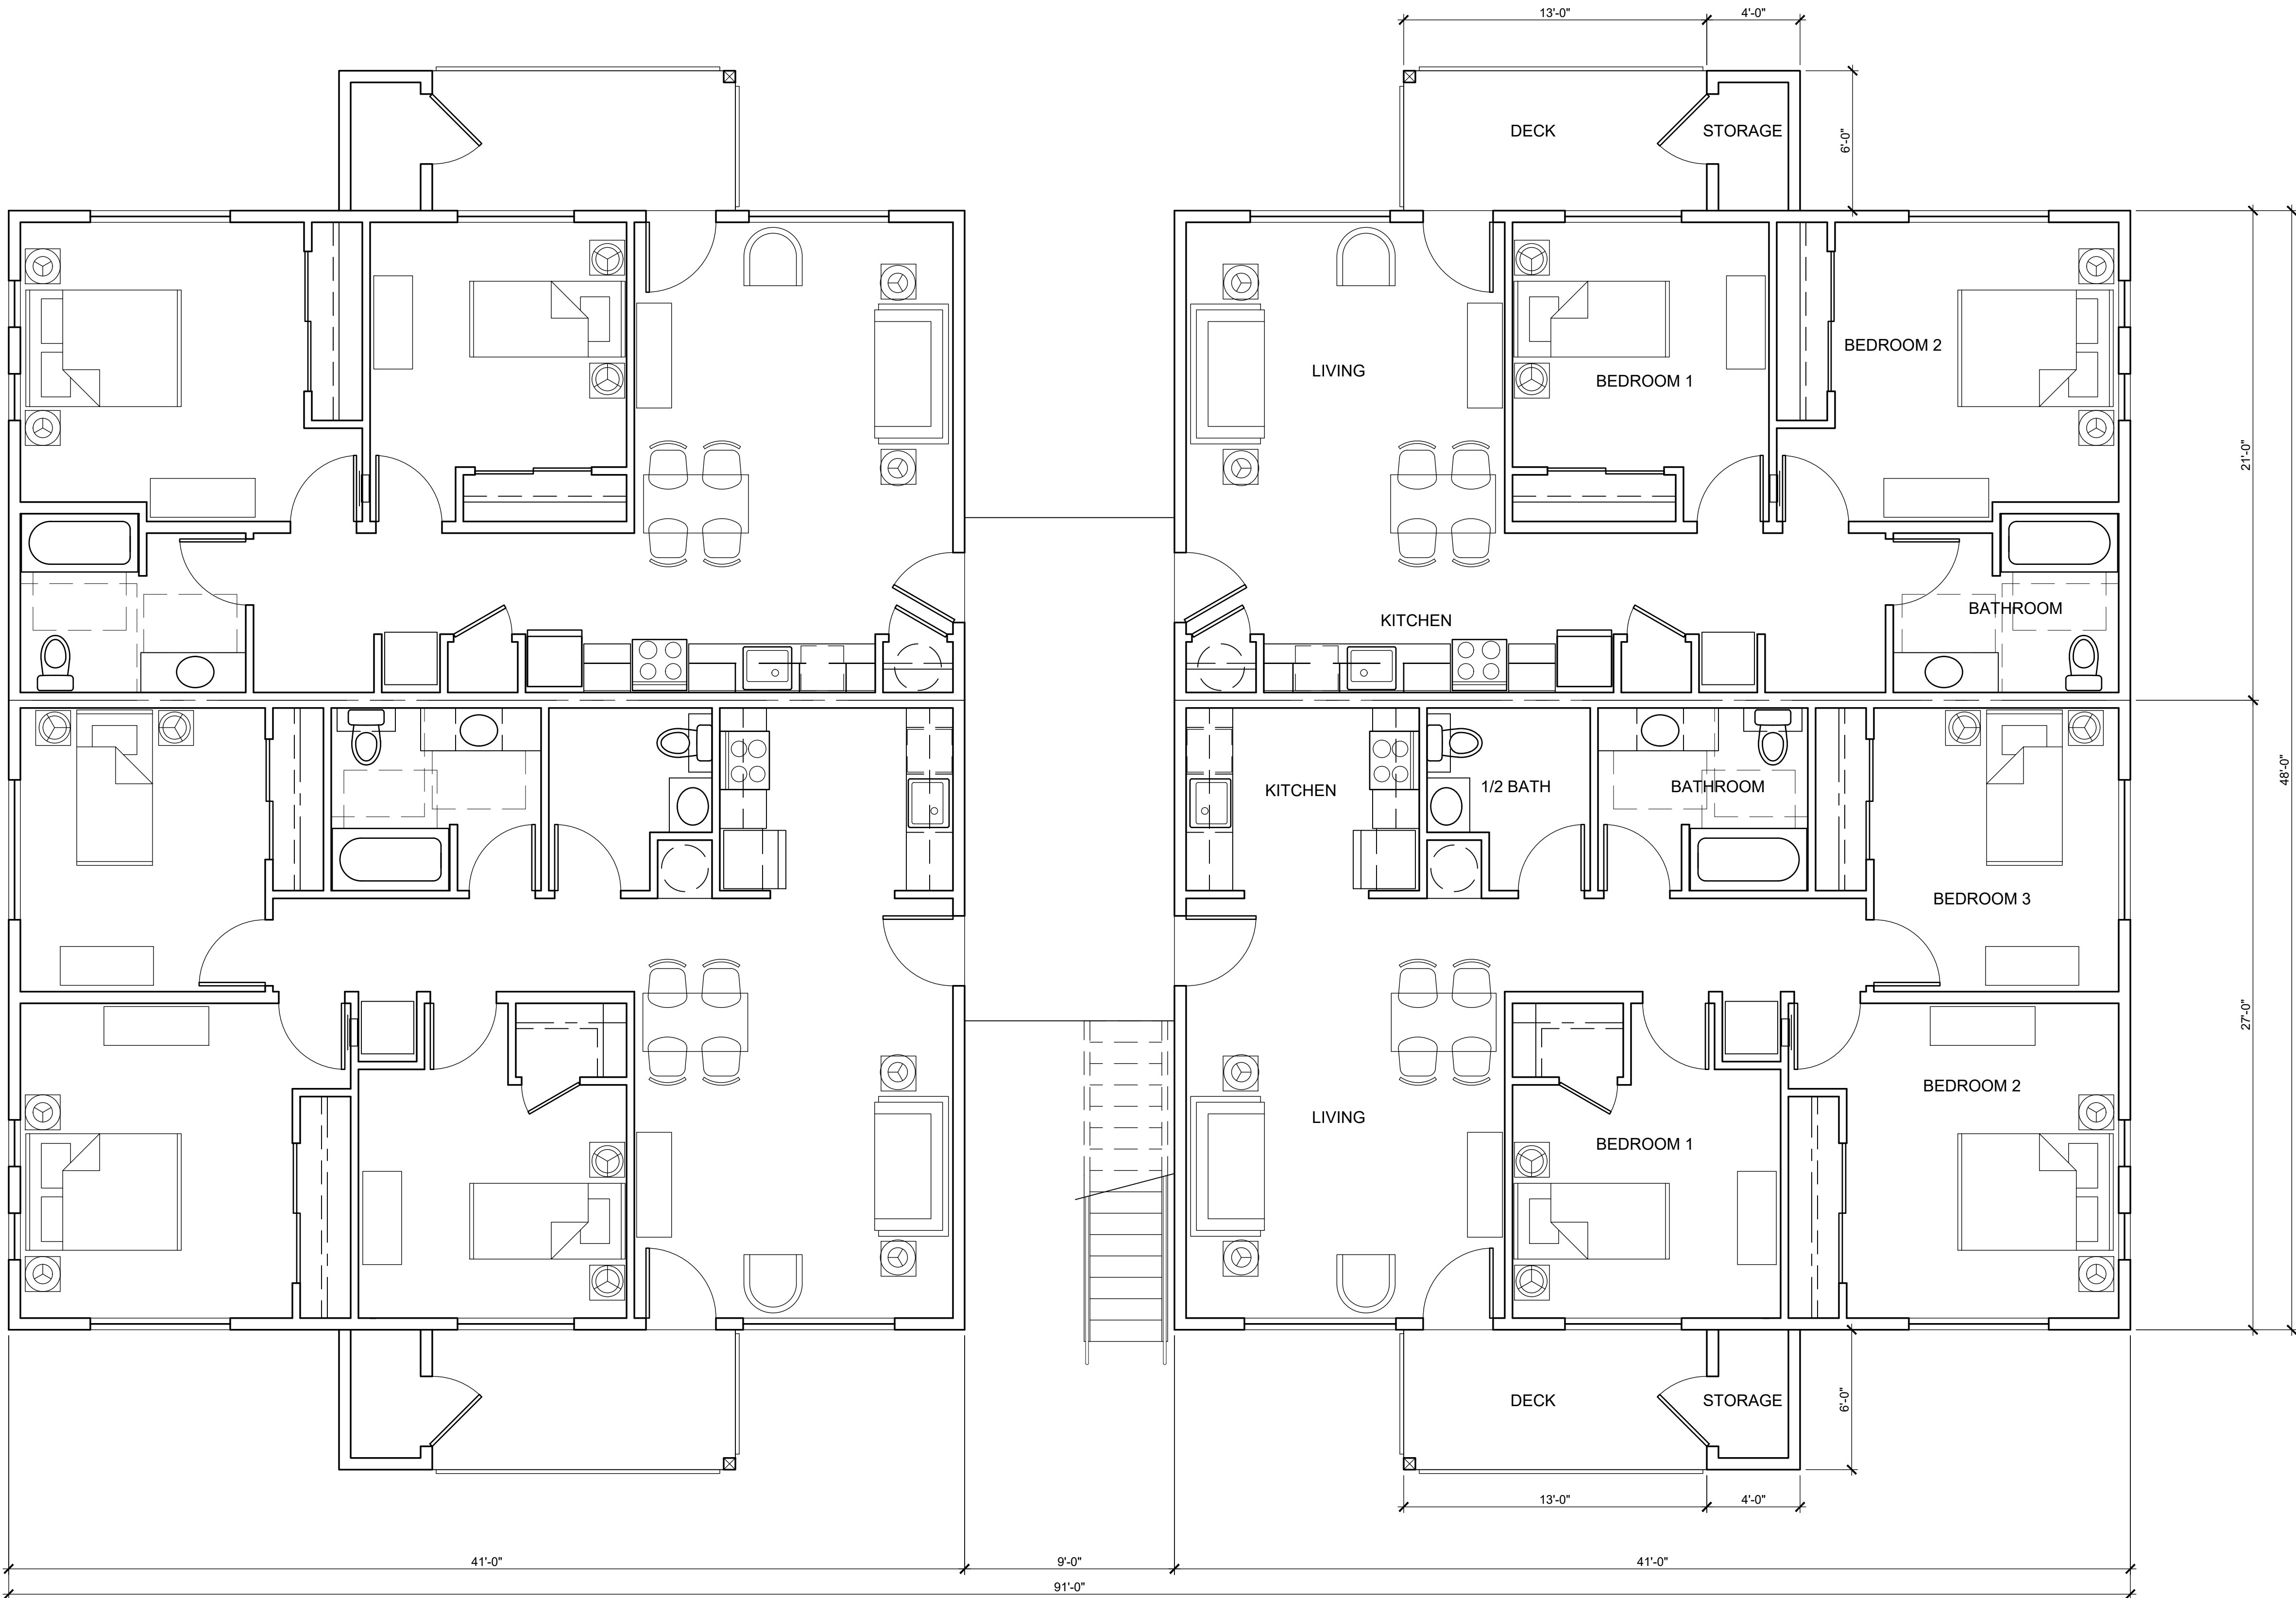 13'-0"
4'-0"
DECK
STORAGE
6'-0"
LIVING
BEDROOM 1
BEDROOM 2
21'-0"
KITCHEN
BATHROOM
KITCHEN
1/2 BATH
BATHROOM
48'-0"
BEDROOM 3
27'-0"
BEDROOM 2
LIVING
BEDROOM 1
DECK
STORAGE
6'-0"
13'-0"
4'-0"
41'-0"
9'-0"
41'-0"
91'-0"